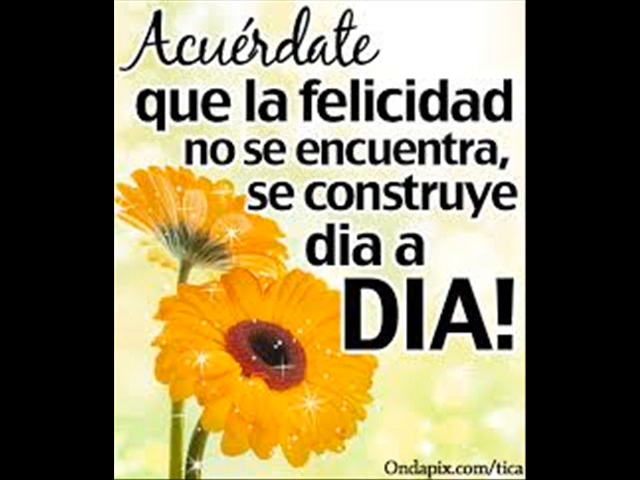 Acuérdate
que la felicidad
no se encuentra,
se construye
dia a
DIA!
Ondapix.com/tica